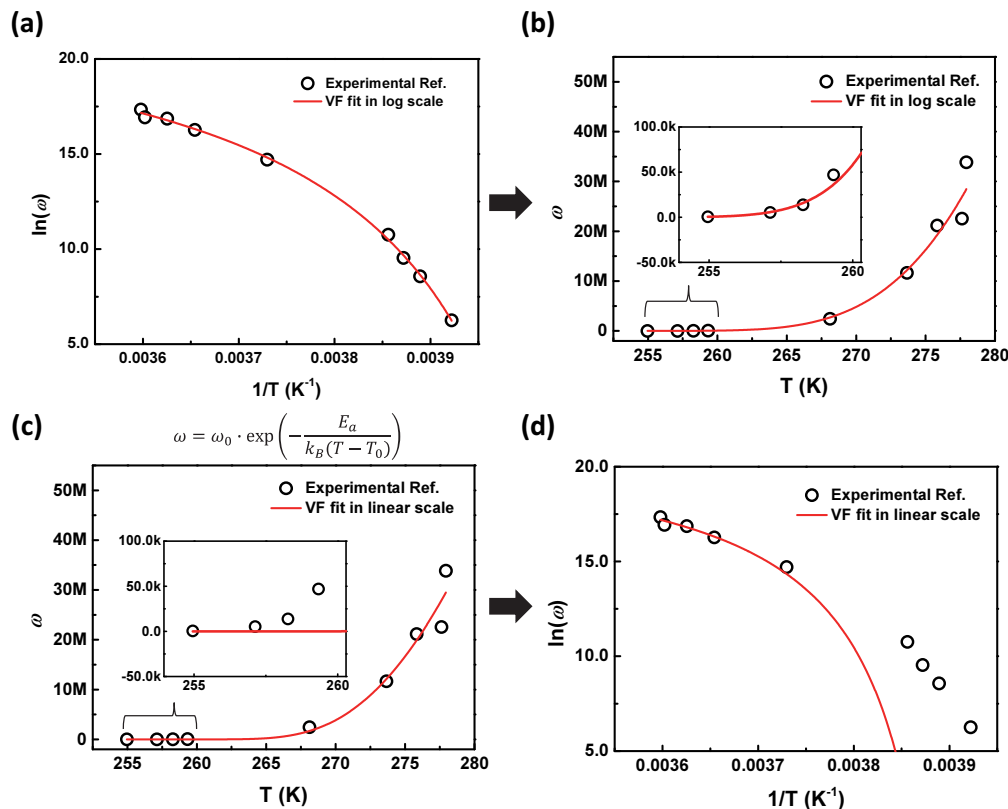 (a)
20.0
15.0
10.0
5.0
ln(ω)
0.0036
0.0037
0.0038
0.0039
1/T (K⁻¹)
Experimental Ref.
VF fit in log scale
(b)
50M
40M
30M
20M
10M
0
ω
255
260
265
270
275
280
T (K)
Experimental Ref.
VF fit in log scale
100.0k
50.0k
0.0
-50.0k
255
260
(c)
ω = ω₀ · exp(−Eₐ/(k_B(T − T₀)))
50M
40M
30M
20M
10M
0
ω
255
260
265
270
275
280
T (K)
Experimental Ref.
VF fit in linear scale
100.0k
50.0k
0.0
-50.0k
255
260
(d)
20.0
15.0
10.0
5.0
ln(ω)
0.0036
0.0037
0.0038
0.0039
1/T (K⁻¹)
Experimental Ref.
VF fit in linear scale